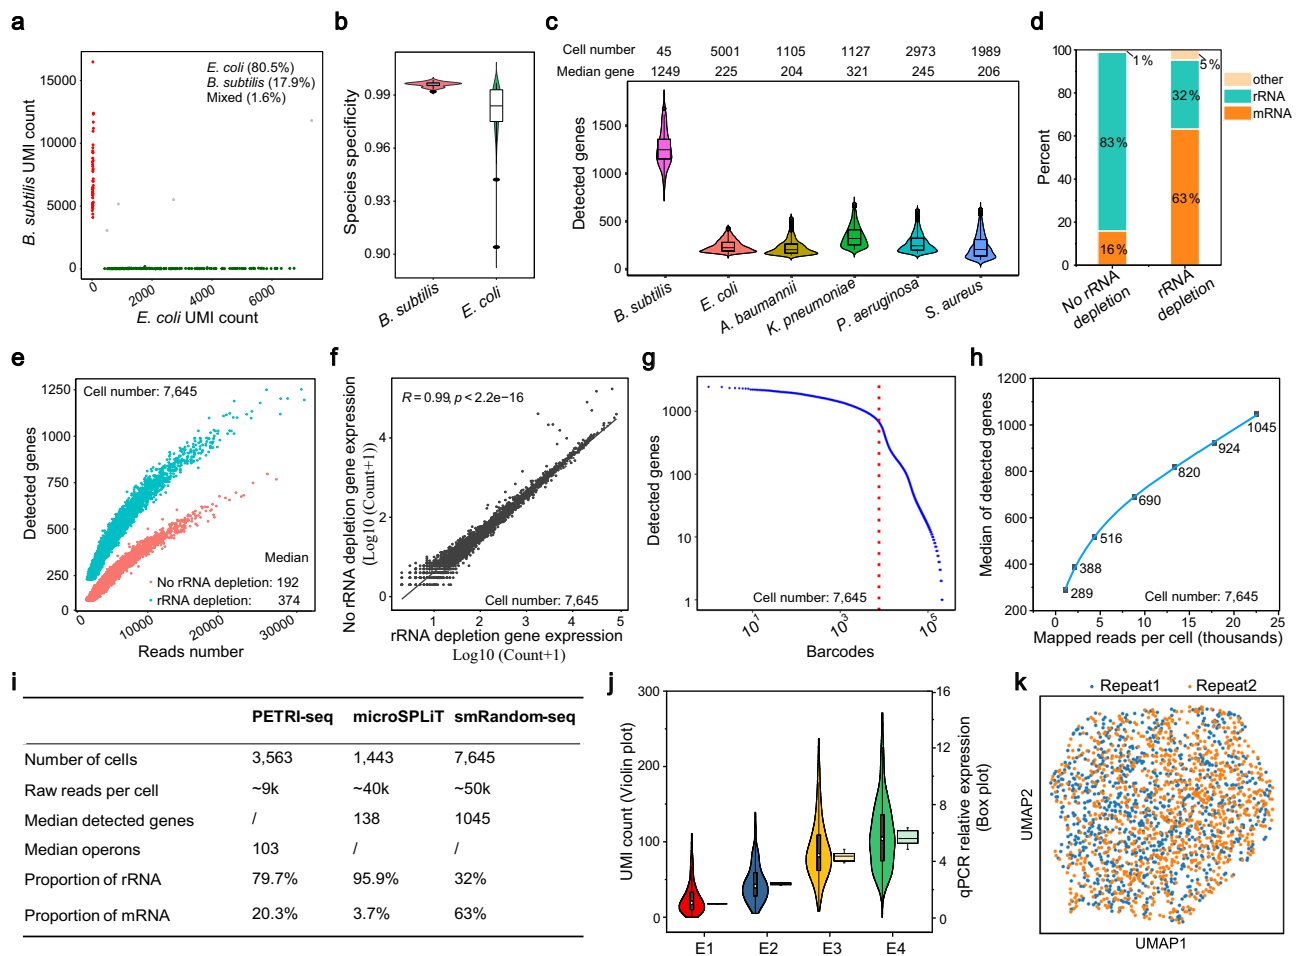 a
E. coli (80.5%)
B. subtilis (17.9%)
Mixed (1.6%)
B. subtilis UMI count
15000
10000
5000
0
0 2000 4000 6000
E. coli UMI count
b
Species specificity
0.99
0.96
0.93
0.90
B. subtilis E. coli
c
Cell number 45 5001 1105 1127 2973 1989
Median gene 1249 225 204 321 245 206
Detected genes
1500
1000
500
0
B. subtilis E. coli A. baumannii K. pneumoniae P. aeruginosa S. aureus
d
Percent
100
80
60
40
20
0
1%
83%
16%
5%
32%
63%
other
rRNA
mRNA
No rRNA depletion
rRNA depletion
e
Cell number: 7,645
Detected genes
1250
1000
750
500
250
0
Median
No rRNA depletion: 192
rRNA depletion: 374
0 10000 20000 30000
Reads number
f
R = 0.99, p < 2.2e−16
No rRNA depletion gene expression
(Log10 (Count+1))
4
2
0
Cell number: 7,645
1 2 3 4 5
rRNA depletion gene expression
Log10 (Count+1)
g
Detected genes
1000
100
10
1
Cell number: 7,645
10¹ 10³ 10⁵
Barcodes
h
Median of detected genes
1200
1000
800
600
400
200
1045
924
820
690
516
388
289
Cell number: 7,645
0 5 10 15 20 25
Mapped reads per cell (thousands)
i
PETRI-seq microSPLiT smRandom-seq
Number of cells 3,563 1,443 7,645
Raw reads per cell ~9k ~40k ~50k
Median detected genes / 138 1045
Median operons 103 / /
Proportion of rRNA 79.7% 95.9% 32%
Proportion of mRNA 20.3% 3.7% 63%
j
UMI count (Violin plot)
300
200
100
0
16
12
8
4
0
qPCR relative expression
(Box plot)
E1 E2 E3 E4
k
Repeat1 Repeat2
UMAP2
UMAP1